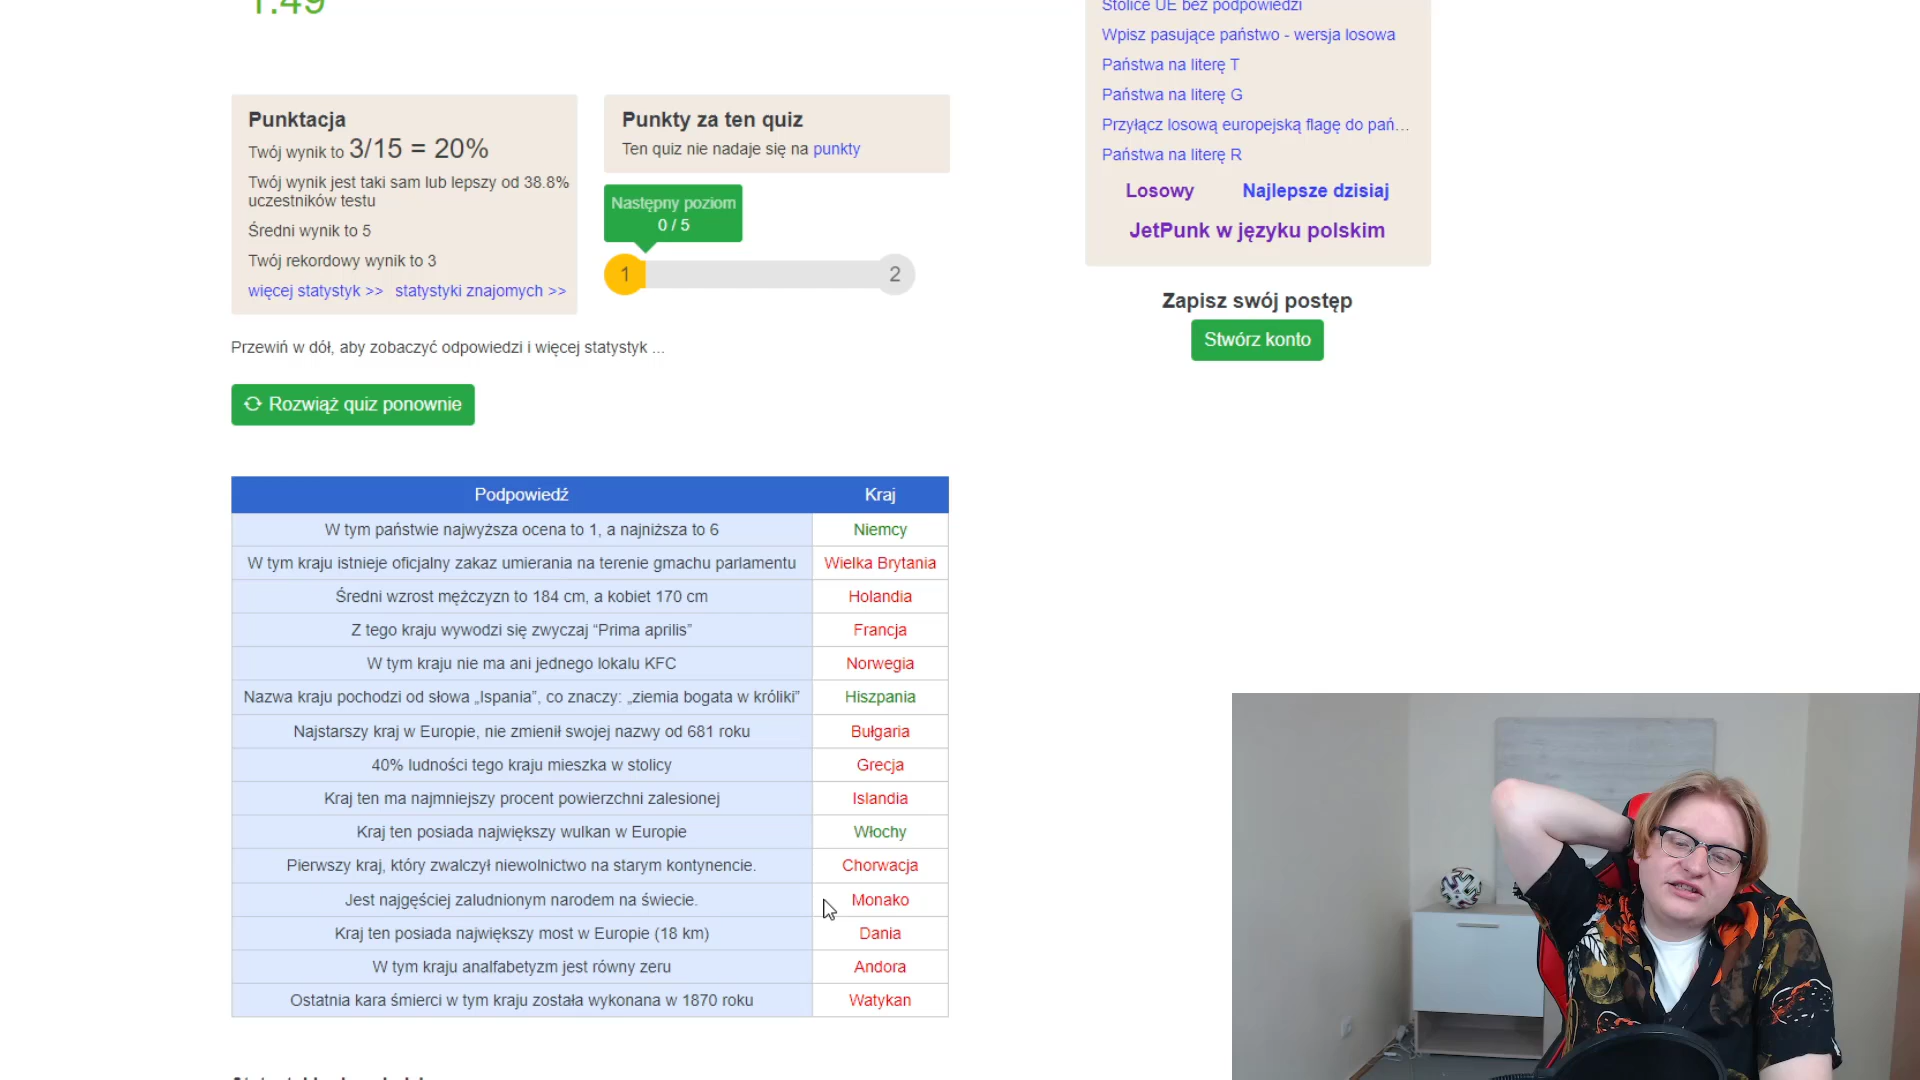 1:49
Stolice UE bez podpowiedzi
Wpisz pasujące państwo - wersja losowa
Państwa na literę T
Państwa na literę G
Przyłącz losową europejską flagę do pań...
Państwa na literę R
Losowy Najlepsze dzisiaj
JetPunk w języku polskim
Zapisz swój postęp
Stwórz konto
Punktacja
Twój wynik to 3/15 = 20%
Twój wynik jest taki sam lub lepszy od 38.8%
uczestników testu
Średni wynik to 5
Twój rekordowy wynik to 3
więcej statystyk >> statystyki znajomych >>
Punkty za ten quiz
Ten quiz nie nadaje się na punkty
Następny poziom
0 / 5
1 2
Przewiń w dół, aby zobaczyć odpowiedzi i więcej statystyk ...
Rozwiąż quiz ponownie
Podpowiedź Kraj
W tym państwie najwyższa ocena to 1, a najniższa to 6 Niemcy
W tym kraju istnieje oficjalny zakaz umierania na terenie gmachu parlamentu Wielka Brytania
Średni wzrost mężczyzn to 184 cm, a kobiet 170 cm Holandia
Z tego kraju wywodzi się zwyczaj “Prima aprilis” Francja
W tym kraju nie ma ani jednego lokalu KFC Norwegia
Nazwa kraju pochodzi od słowa „Ispania”, co znaczy: „ziemia bogata w króliki” Hiszpania
Najstarszy kraj w Europie, nie zmienił swojej nazwy od 681 roku Bułgaria
40% ludności tego kraju mieszka w stolicy Grecja
Kraj ten ma najmniejszy procent powierzchni zalesionej Islandia
Kraj ten posiada największy wulkan w Europie Włochy
Pierwszy kraj, który zwalczył niewolnictwo na starym kontynencie. Chorwacja
Jest najgęściej zaludnionym narodem na świecie. Monako
Kraj ten posiada największy most w Europie (18 km) Dania
W tym kraju analfabetyzm jest równy zeru Andora
Ostatnia kara śmierci w tym kraju została wykonana w 1870 roku Watykan